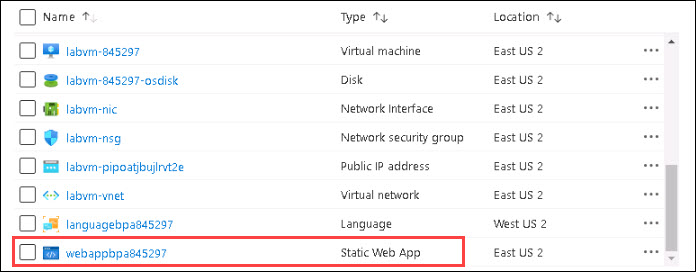 Name ↑↓ Type ↑↓ Location ↑↓
labvm-845297 Virtual machine East US 2 ...
labvm-845297-osdisk Disk East US 2 ...
labvm-nic Network Interface East US 2 ...
labvm-nsg Network security group East US 2 ...
labvm-pipoatjbujlrvt2e Public IP address East US 2 ...
labvm-vnet Virtual network East US 2 ...
languagebpa845297 Language West US 2 ...
webappbpa845297 Static Web App East US 2 ...